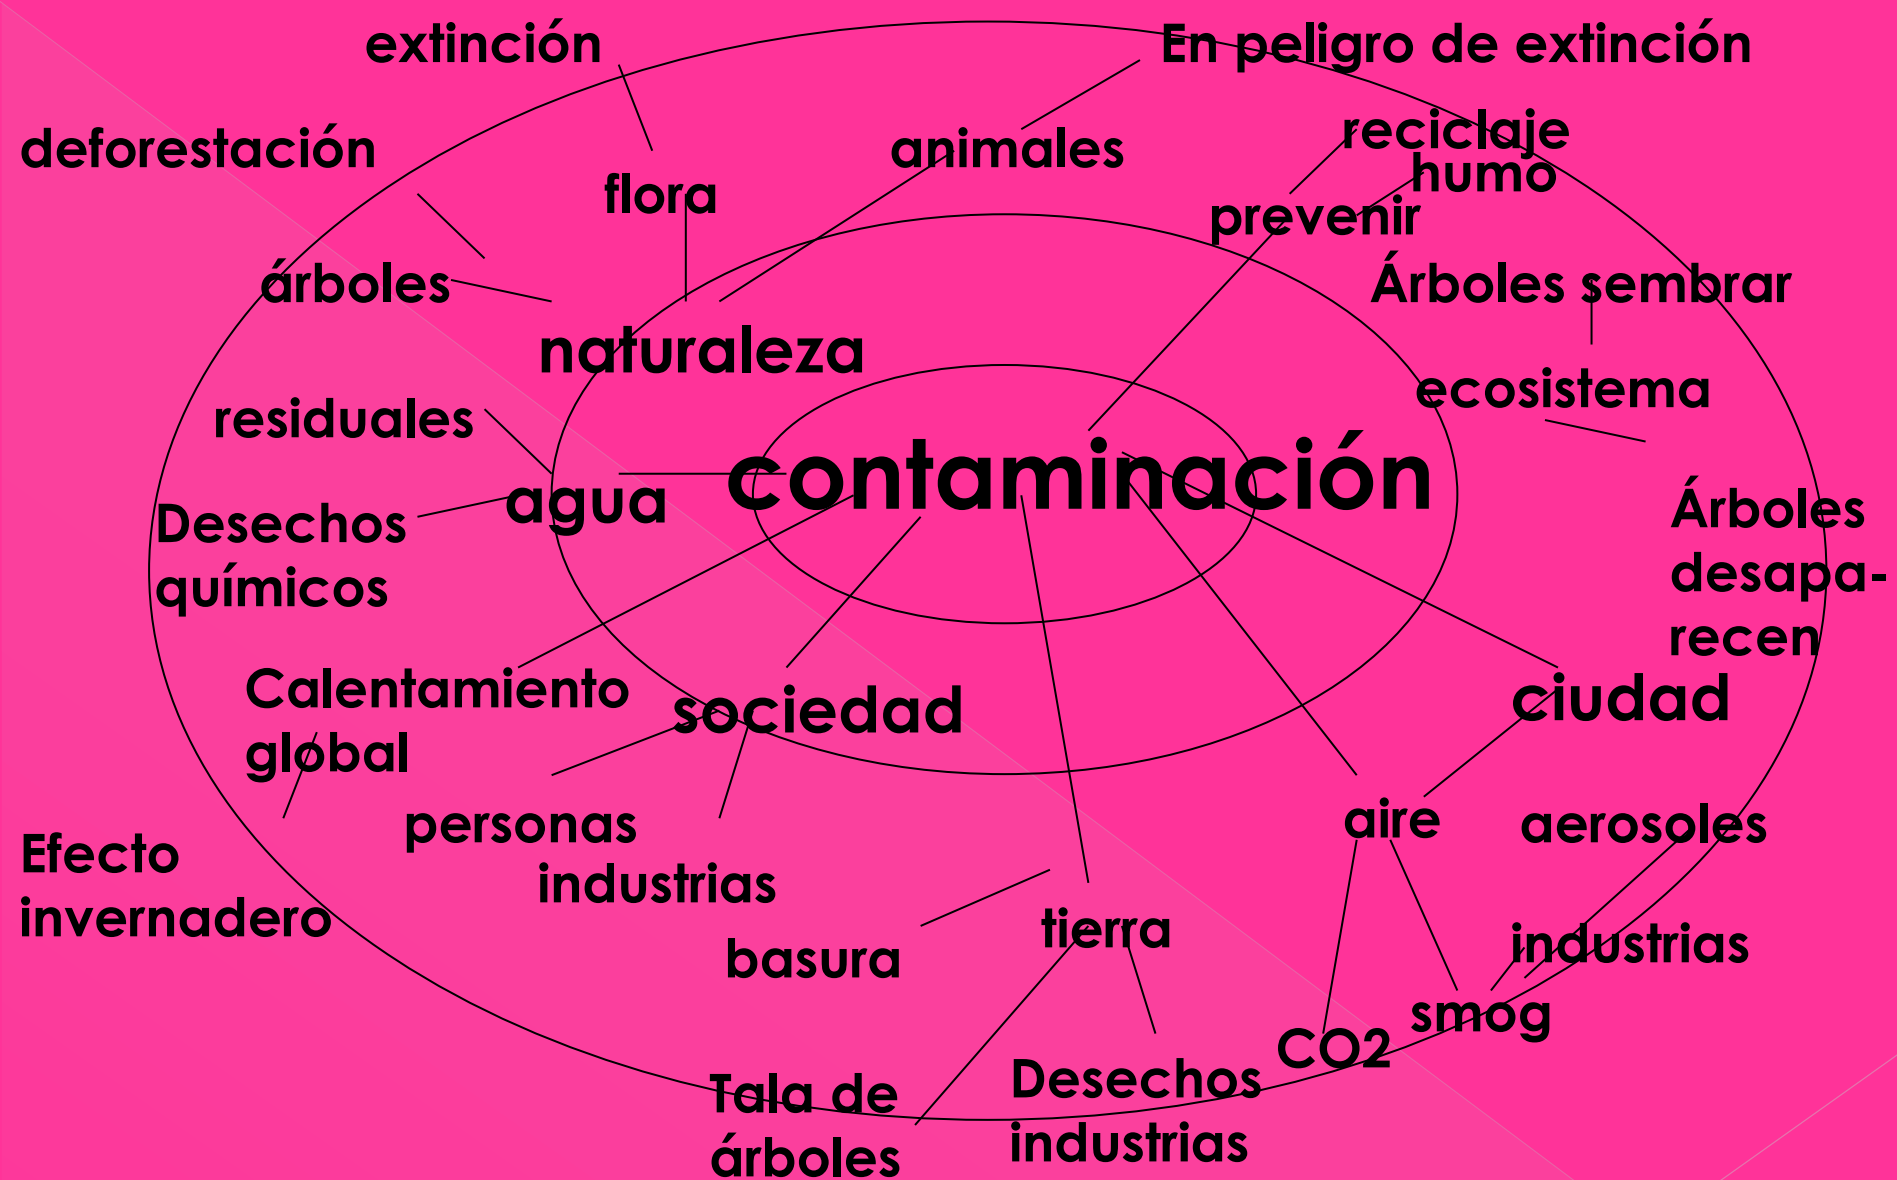 extinción
En peligro de extinción
deforestación
animales
reciclaje
humo
flora
prevenir
árboles
Árboles sembrar
naturaleza
ecosistema
residuales
contaminación
agua
Desechos
químicos
Árboles
desapa-
recen
Calentamiento
global
sociedad
ciudad
personas
aire
aerosoles
Efecto
invernadero
industrias
tierra
basura
industrias
smog
CO2
Tala de
árboles
Desechos
industrias